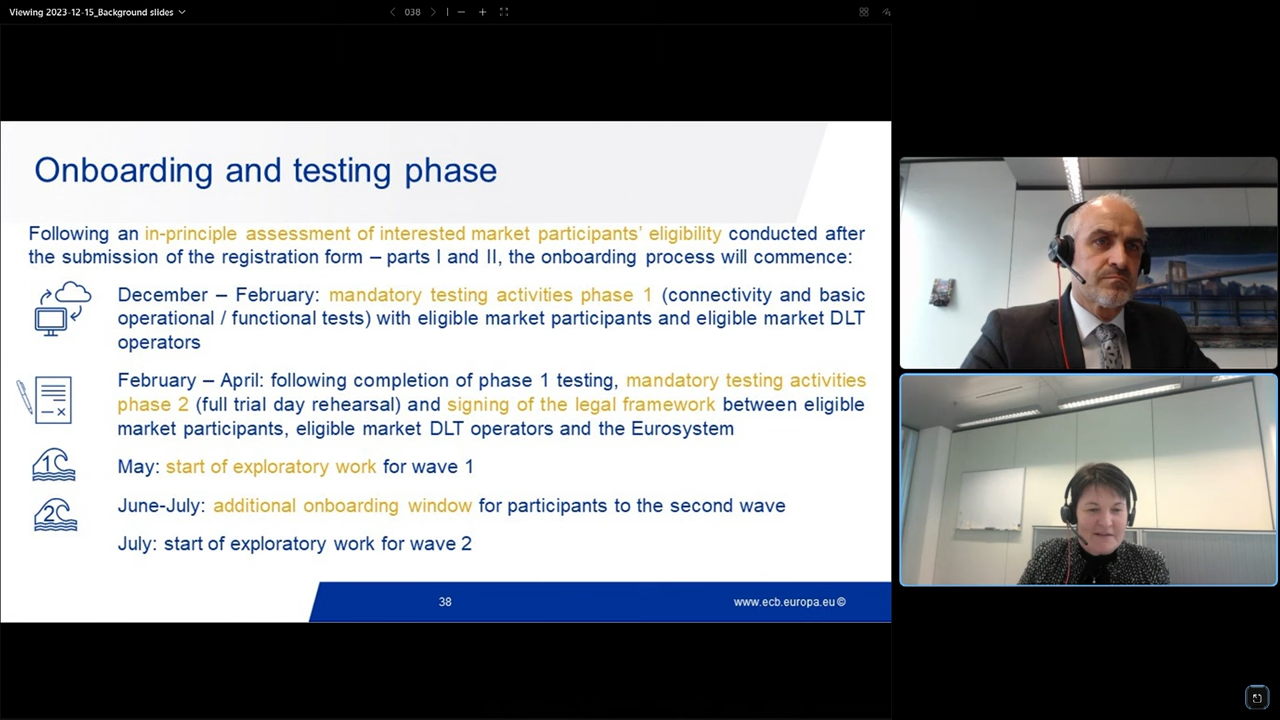 Viewing 2023-12-15_Background slides
038
Onboarding and testing phase
Following an in-principle assessment of interested market participants’ eligibility conducted after
the submission of the registration form – parts I and II, the onboarding process will commence:
December – February: mandatory testing activities phase 1 (connectivity and basic
operational / functional tests) with eligible market participants and eligible market DLT
operators
February – April: following completion of phase 1 testing, mandatory testing activities
phase 2 (full trial day rehearsal) and signing of the legal framework between eligible
market participants, eligible market DLT operators and the Eurosystem
1
May: start of exploratory work for wave 1
2
June-July: additional onboarding window for participants to the second wave
July: start of exploratory work for wave 2
38
www.ecb.europa.eu ©